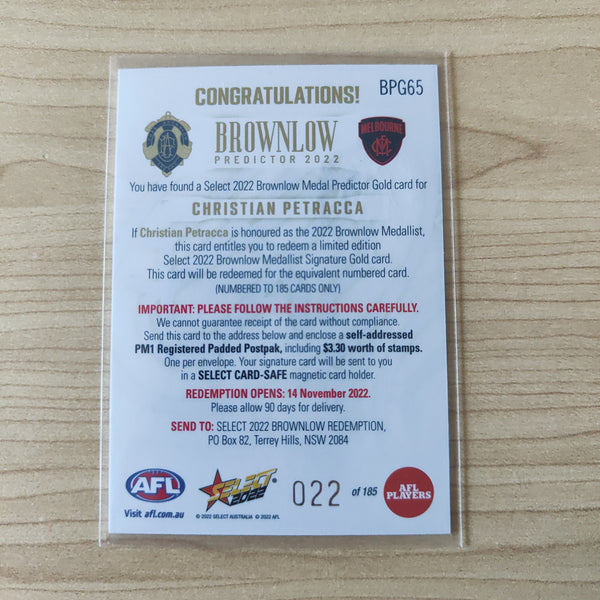 CONGRATULATIONS!
BPG65
BROWNLOW
PREDICTOR 2022
MELBOURNE
You have found a Select 2022 Brownlow Medal Predictor Gold card for
CHRISTIAN PETRACCA
If Christian Petracca is honoured as the 2022 Brownlow Medallist,
this card entitles you to redeem a limited edition
Select 2022 Brownlow Medallist Signature Gold card.
This card will be redeemed for the equivalent numbered card.
(NUMBERED TO 185 CARDS ONLY)
IMPORTANT: PLEASE FOLLOW THE INSTRUCTIONS CAREFULLY.
We cannot guarantee receipt of the card without compliance.
Send this card to the address below and enclose a self-addressed
PM1 Registered Padded Postpak, including $3.30 worth of stamps.
One per envelope. Your signature card will be sent to you
in a SELECT CARD-SAFE magnetic card holder.
REDEMPTION OPENS: 14 November 2022.
Please allow 90 days for delivery.
SEND TO: SELECT 2022 BROWNLOW REDEMPTION,
PO Box 82, Terrey Hills, NSW 2084
AFL
Visit afl.com.au
SELECT
2022
© 2022 SELECT AUSTRALIA © 2022 AFL
022 of 185
AFL
PLAYERS